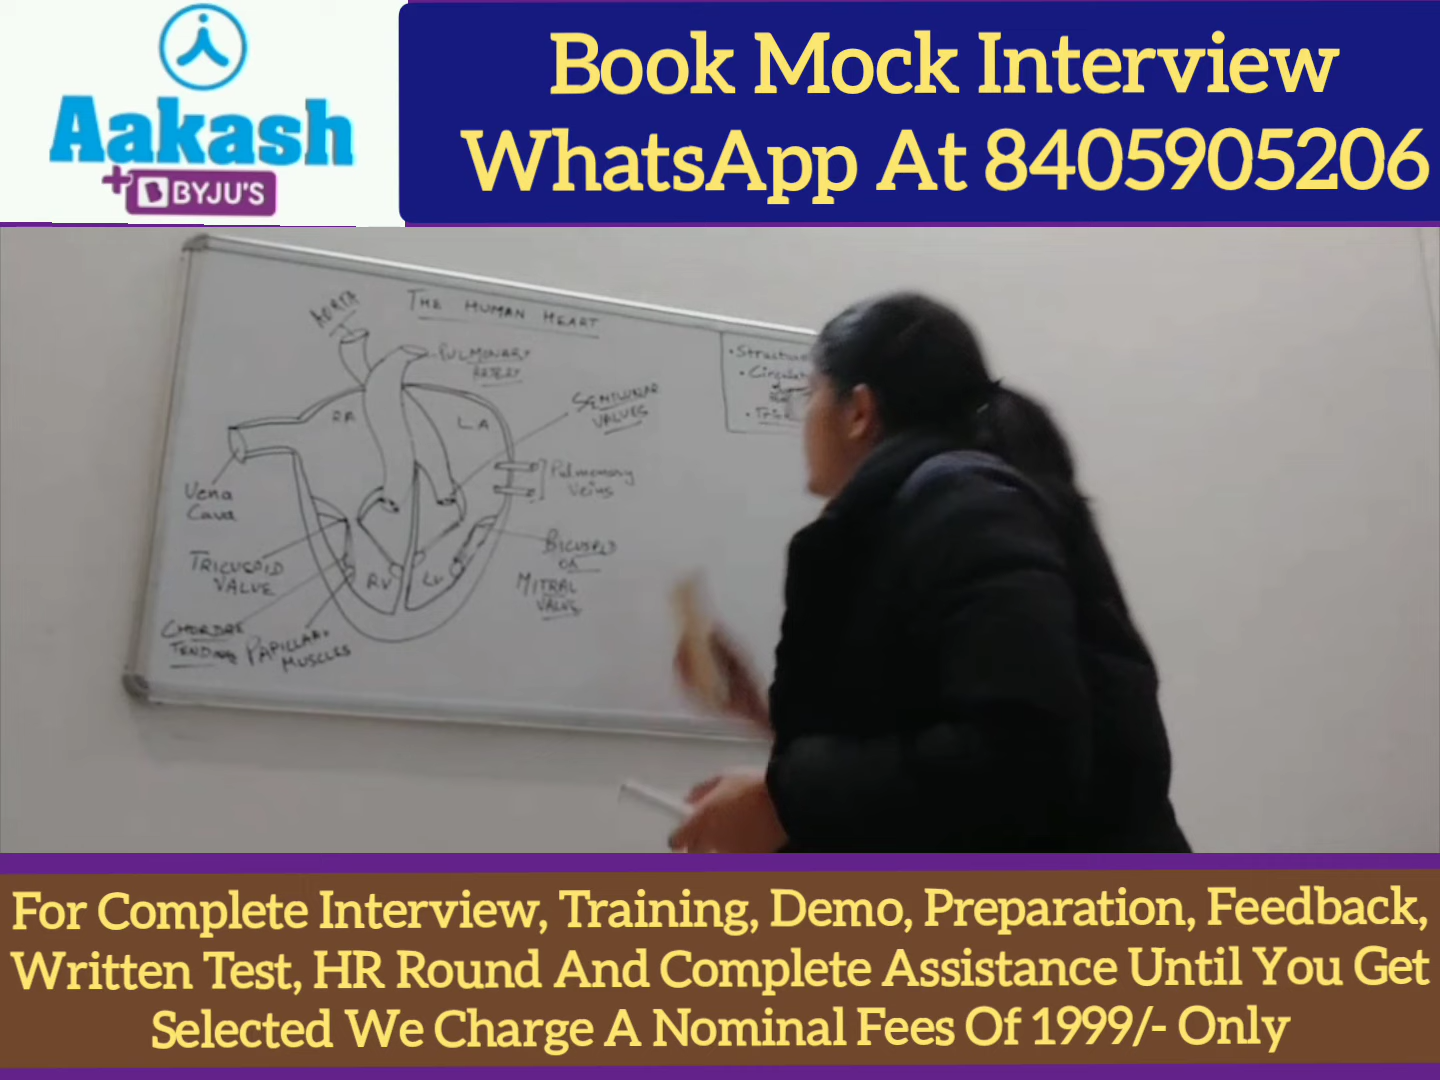 Aakash
+ BYJU'S
Book Mock Interview
WhatsApp At 8405905206
THE HUMAN HEART
AORTA
PULMONARY
ARTERY
SEMILUNAR
VALVES
RA
L.A
Pulmonary
Veins
Vena
Cava
TRICUSPID
VALVE
BICUSPID
OR
MITRAL
VALVE
RV
LV
CHORDAE
TENDINAE
PAPILLARY
MUSCLES
For Complete Interview, Training, Demo, Preparation, Feedback,
Written Test, HR Round And Complete Assistance Until You Get
Selected We Charge A Nominal Fees Of 1999/- Only